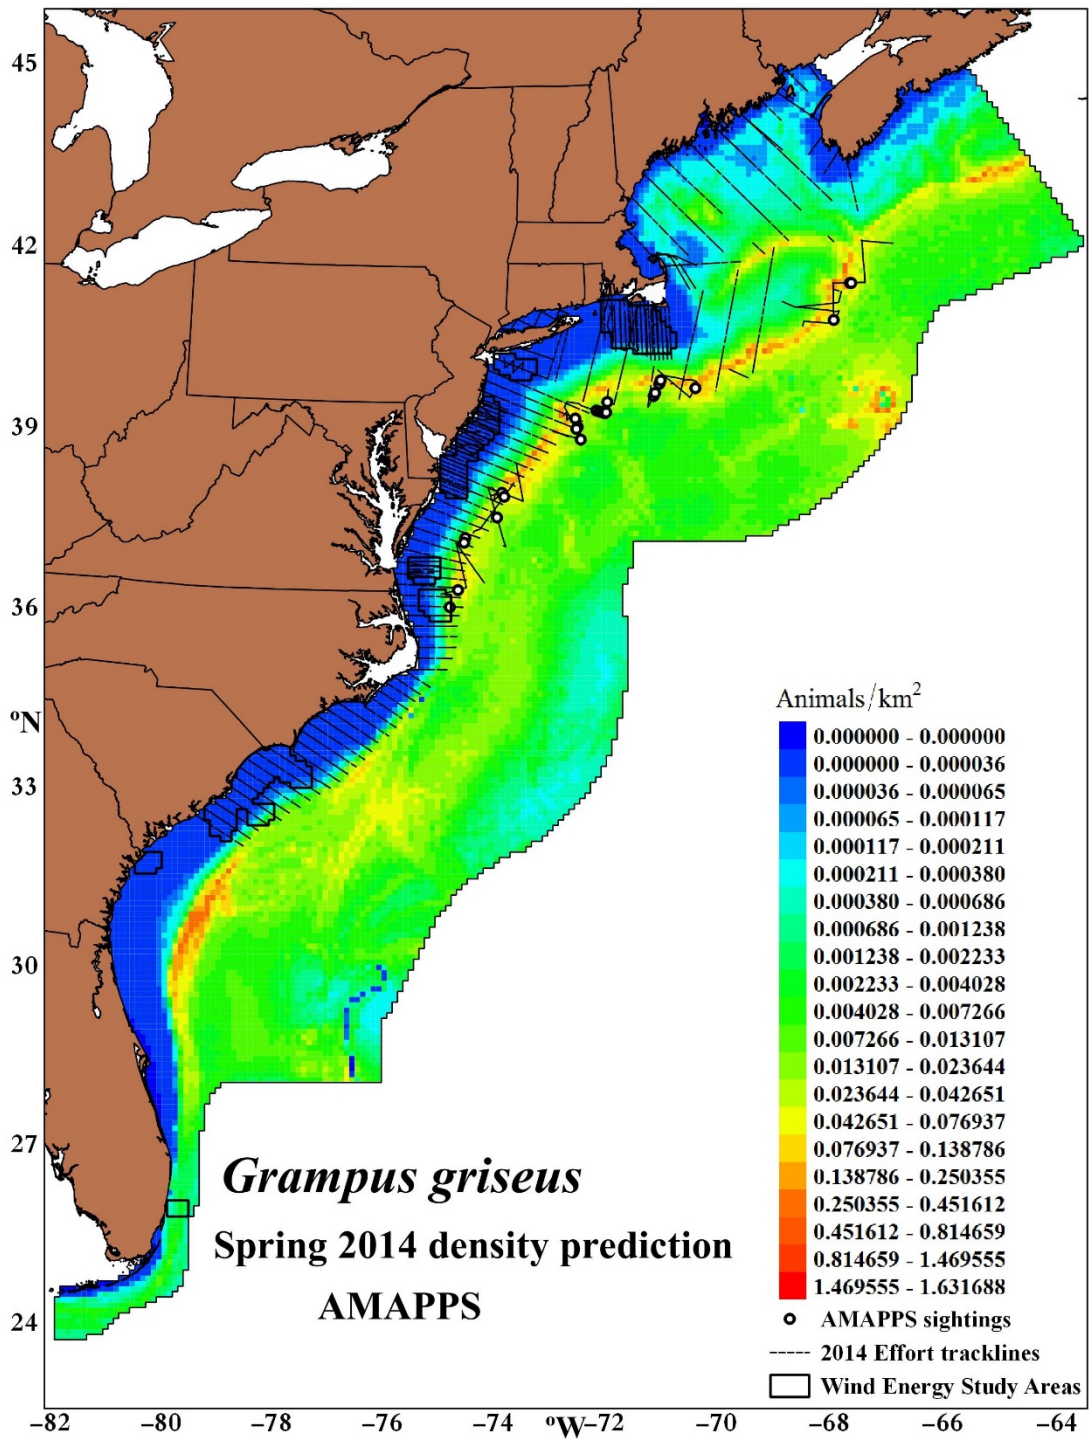 45
42
39
36
ºN
33
30
27
24
Animals/km²
0.000000 - 0.000000
0.000000 - 0.000036
0.000036 - 0.000065
0.000065 - 0.000117
0.000117 - 0.000211
0.000211 - 0.000380
0.000380 - 0.000686
0.000686 - 0.001238
0.001238 - 0.002233
0.002233 - 0.004028
0.004028 - 0.007266
0.007266 - 0.013107
0.013107 - 0.023644
0.023644 - 0.042651
0.042651 - 0.076937
0.076937 - 0.138786
0.138786 - 0.250355
0.250355 - 0.451612
0.451612 - 0.814659
0.814659 - 1.469555
1.469555 - 1.631688
AMAPPS sightings
2014 Effort tracklines
Wind Energy Study Areas
Grampus griseus
Spring 2014 density prediction
AMAPPS
−82 −80 −78 −76 −74 ºW −72 −70 −68 −66 −64